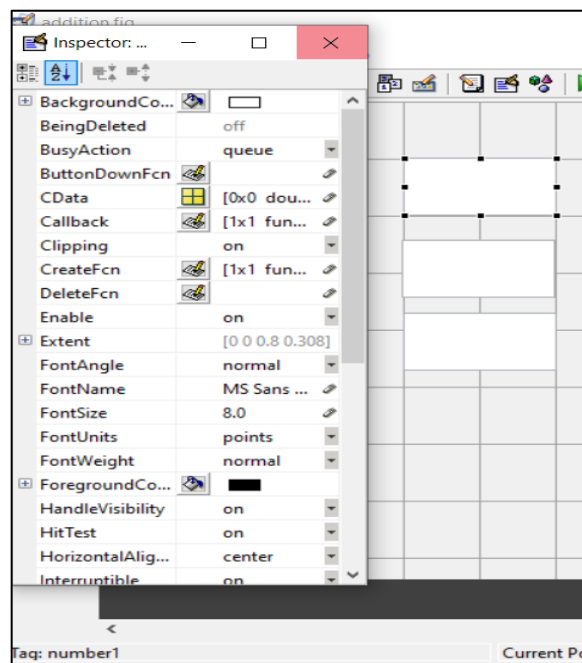 addition.fig
Inspector: ...
BackgroundCo...
BeingDeleted off
BusyAction queue
ButtonDownFcn
CData [0x0 dou...
Callback [1x1 fun...
Clipping on
CreateFcn [1x1 fun...
DeleteFcn
Enable on
Extent [0 0 0.8 0.308]
FontAngle normal
FontName MS Sans ...
FontSize 8.0
FontUnits points
FontWeight normal
ForegroundCo...
HandleVisibility on
HitTest on
HorizontalAlig... center
Interruptible on
Tag: number1 Current Po